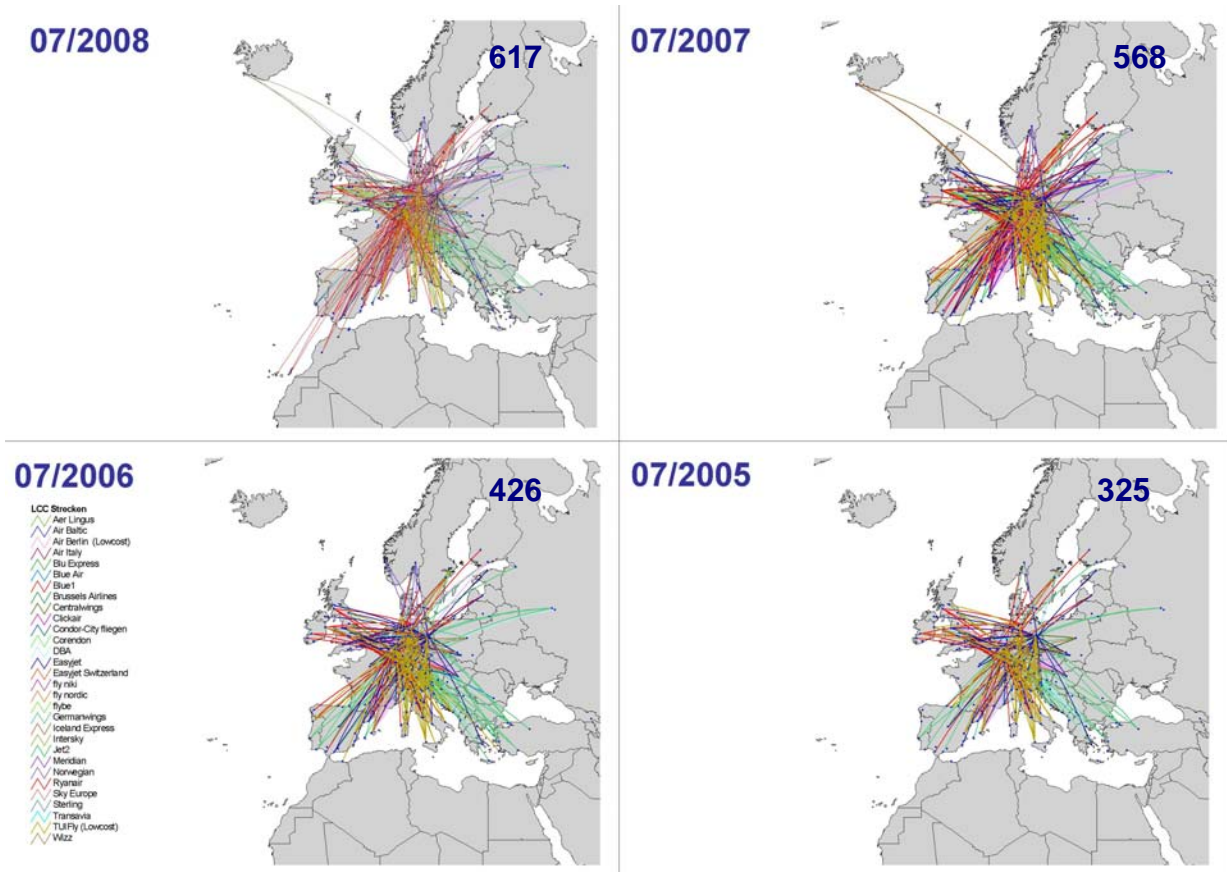 07/2008
617
07/2007
568
07/2006
426
07/2005
325
LCC Strecken
Aer Lingus
Air Baltic
Air Berlin (Lowcost)
Air Italy
Blu Express
Blue Air
Blue1
Brussels Airlines
Centralwings
Clickair
Condor-City fliegen
Corendon
DBA
Easyjet
Easyjet Switzerland
fly niki
fly nordic
flybe
Germanwings
Iceland Express
Intersky
Jet2
Meridian
Norwegian
Ryanair
Sky Europe
Sterling
Transavia
TUIFly (Lowcost)
Wizz